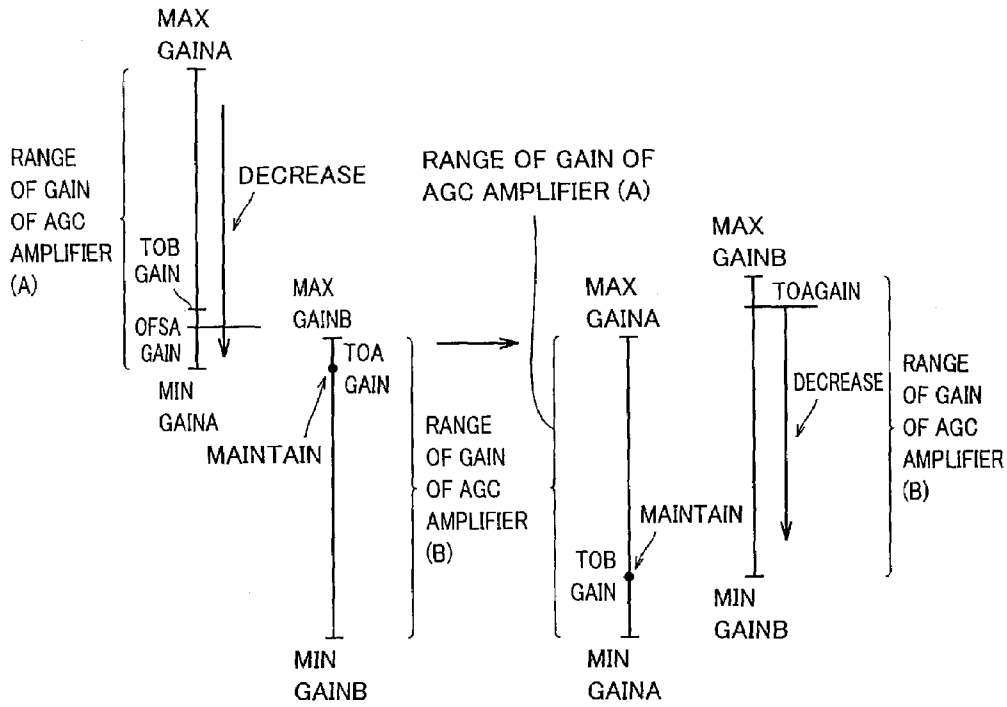 MAX
GAINA
RANGE
OF GAIN
OF AGC
AMPLIFIER
(A)
DECREASE
TOB
GAIN
OFSA
GAIN
MIN
GAINA
MAX
GAINB
TOA
GAIN
MAINTAIN
RANGE
OF GAIN
OF AGC
AMPLIFIER
(B)
MIN
GAINB
RANGE OF GAIN OF
AGC AMPLIFIER (A)
MAX
GAINA
MAINTAIN
TOB
GAIN
MIN
GAINA
MAX
GAINB
TOAGAIN
DECREASE
RANGE
OF GAIN
OF AGC
AMPLIFIER
(B)
MIN
GAINB